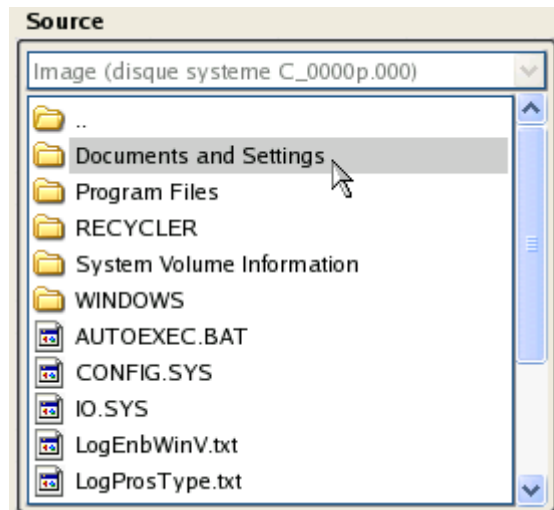 Source
Image (disque systeme C_0000p.000)
..
Documents and Settings
Program Files
RECYCLER
System Volume Information
WINDOWS
AUTOEXEC.BAT
CONFIG.SYS
IO.SYS
LogEnbWinV.txt
LogProsType.txt